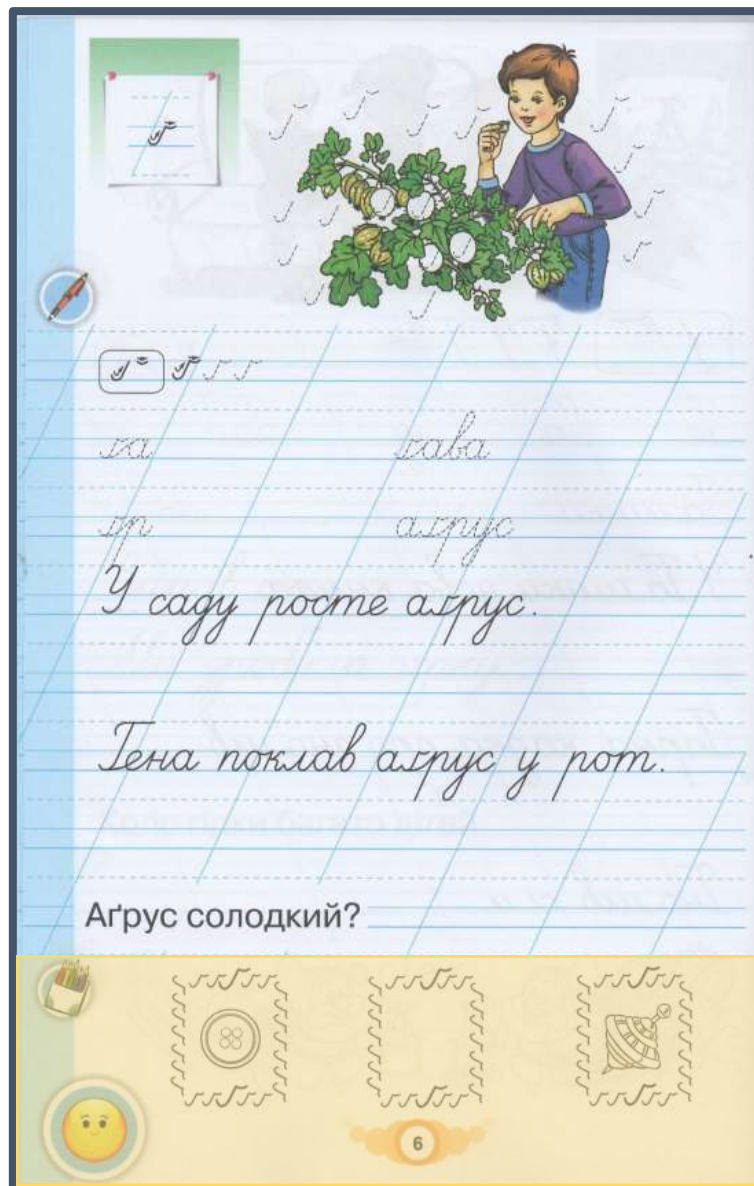 ґ
ґ ґ
ґа ґава
ґр аґрус
У саду росте аґрус.
Гена поклав аґрус у рот.
Аґрус солодкий?
6